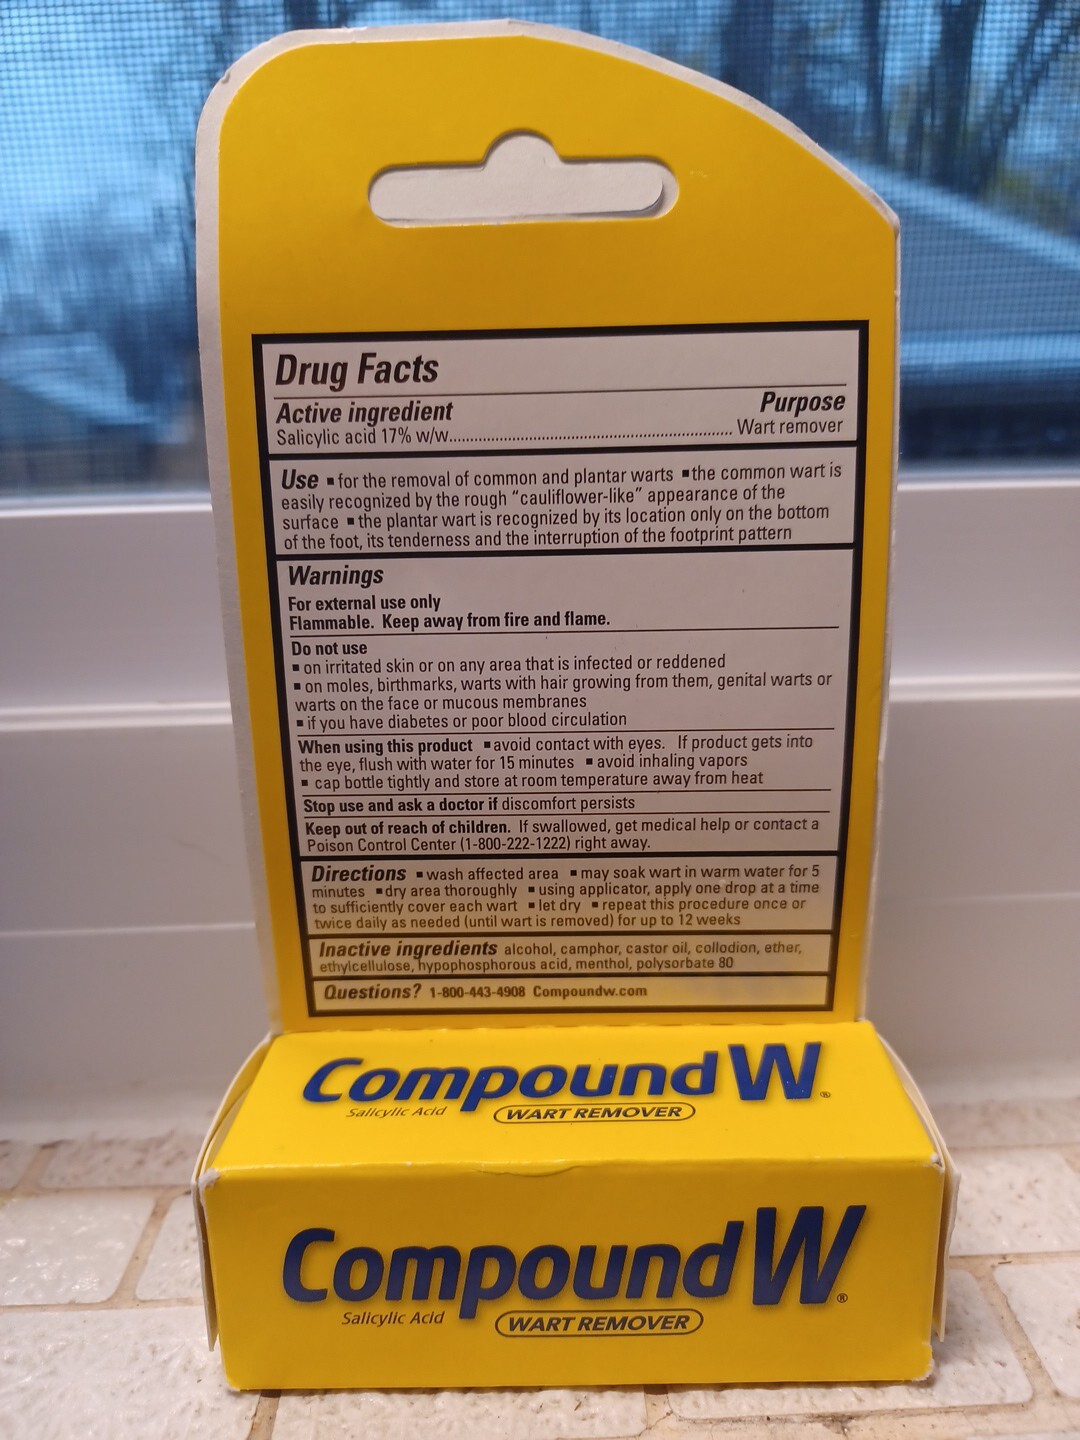 Drug Facts
Active ingredient Purpose
Salicylic acid 17% w/w.................................................................... Wart remover
Use ▪ for the removal of common and plantar warts ▪ the common wart is
easily recognized by the rough “cauliflower-like” appearance of the
surface ▪ the plantar wart is recognized by its location only on the bottom
of the foot, its tenderness and the interruption of the footprint pattern
Warnings
For external use only
Flammable. Keep away from fire and flame.
Do not use
▪ on irritated skin or on any area that is infected or reddened
▪ on moles, birthmarks, warts with hair growing from them, genital warts or
warts on the face or mucous membranes
▪ if you have diabetes or poor blood circulation
When using this product ▪ avoid contact with eyes. If product gets into
the eye, flush with water for 15 minutes ▪ avoid inhaling vapors
▪ cap bottle tightly and store at room temperature away from heat
Stop use and ask a doctor if discomfort persists
Keep out of reach of children. If swallowed, get medical help or contact a
Poison Control Center (1-800-222-1222) right away.
Directions ▪ wash affected area ▪ may soak wart in warm water for 5
minutes ▪ dry area thoroughly ▪ using applicator, apply one drop at a time
to sufficiently cover each wart ▪ let dry ▪ repeat this procedure once or
twice daily as needed (until wart is removed) for up to 12 weeks
Inactive ingredients alcohol, camphor, castor oil, collodion, ether,
ethylcellulose, hypophosphorous acid, menthol, polysorbate 80
Questions? 1-800-443-4908 Compoundw.com
Compound W®
Salicylic Acid WART REMOVER
Compound W®
Salicylic Acid WART REMOVER